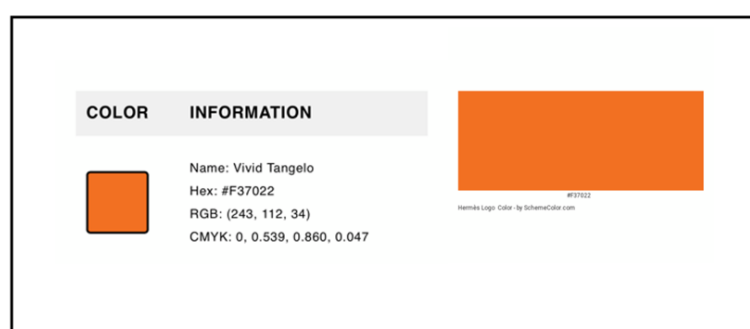 COLOR INFORMATION
Name: Vivid Tangelo
Hex: #F37022
RGB: (243, 112, 34)
CMYK: 0, 0.539, 0.860, 0.047
#F37022
Hermès Logo Color - by SchemeColor.com